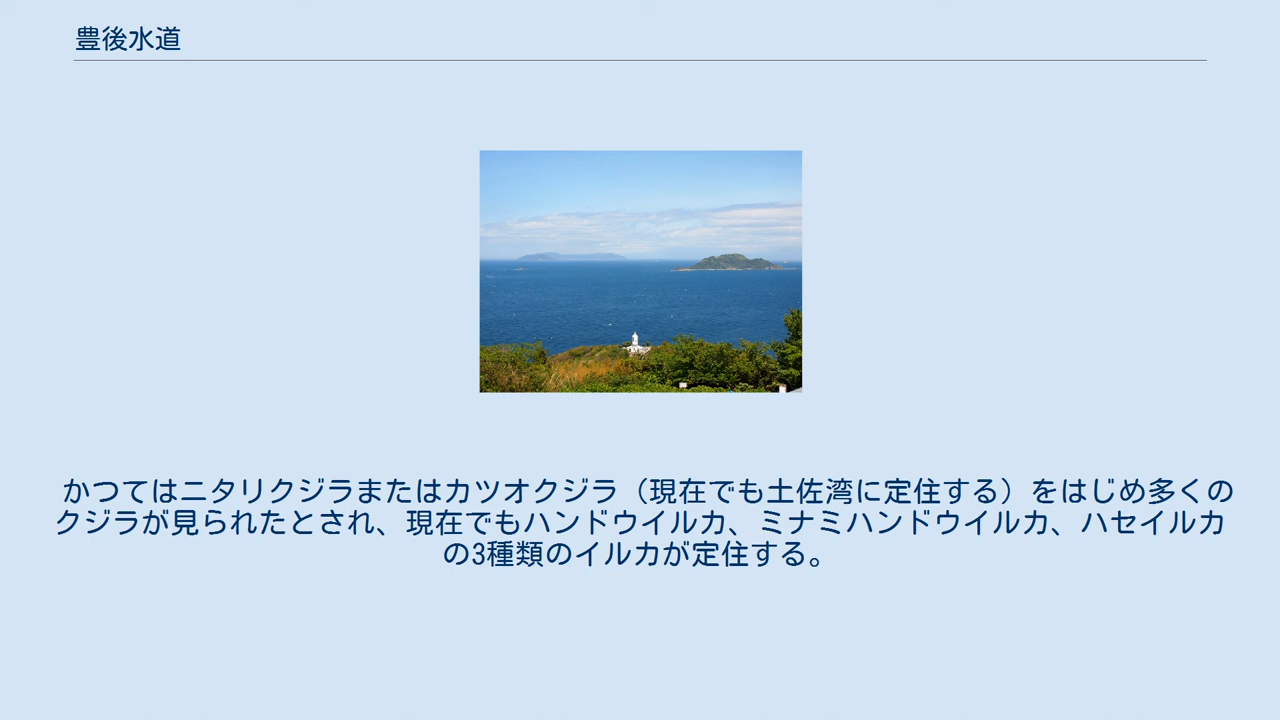 豊後水道
かつてはニタリクジラまたはカツオクジラ（現在でも土佐湾に定住する）をはじめ多くの
クジラが見られたとされ、現在でもハンドウイルカ、ミナミハンドウイルカ、ハセイルカ
の3種類のイルカが定住する。